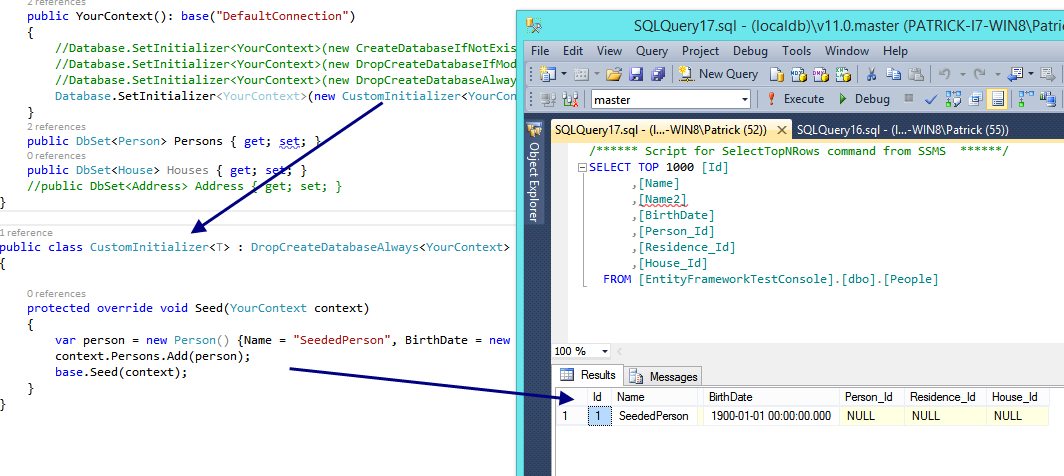 2 references
public YourContext(): base("DefaultConnection")
{
//Database.SetInitializer<YourContext>(new CreateDatabaseIfNotExis
//Database.SetInitializer<YourContext>(new DropCreateDatabaseIfMod
//Database.SetInitializer<YourContext>(new DropCreateDatabaseAlway
Database.SetInitializer<YourContext>(new CustomInitializer<YourCon
}
2 references
public DbSet<Person> Persons { get; set; }
0 references
public DbSet<House> Houses { get; set; }
//public DbSet<Address> Address { get; set; }
}
1 reference
public class CustomInitializer<T> : DropCreateDatabaseAlways<YourContext>
{
0 references
protected override void Seed(YourContext context)
{
var person = new Person() {Name = "SeededPerson", BirthDate = new
context.Persons.Add(person);
base.Seed(context);
}
}
SQLQuery17.sql - (localdb)\v11.0.master (PATRICK-I7-WIN8\Patri
File Edit View Query Project Debug Tools Window Help
New Query
master
Execute
Debug
SQLQuery17.sql - (l...-WIN8\Patrick (52))
SQLQuery16.sql - (l...-WIN8\Patrick (55))
Object Explorer
/****** Script for SelectTopNRows command from SSMS ******/
SELECT TOP 1000 [Id]
,[Name]
,[Name2]
,[BirthDate]
,[Person_Id]
,[Residence_Id]
,[House_Id]
FROM [EntityFrameworkTestConsole].[dbo].[People]
100 %
Results
Messages
Id Name BirthDate Person_Id Residence_Id House_Id
1 1 SeededPerson 1900-01-01 00:00:00.000 NULL NULL NULL